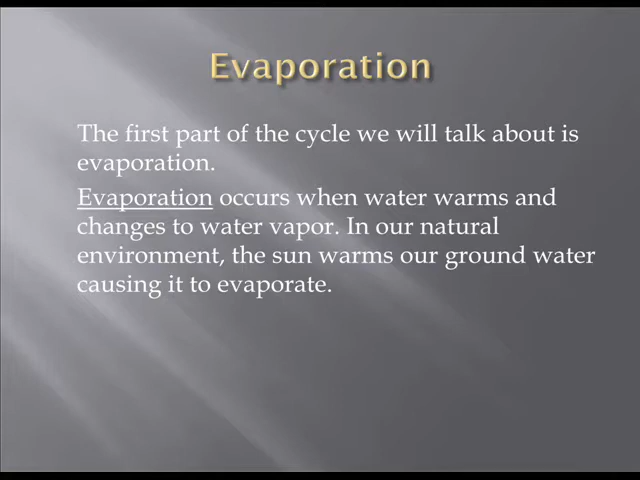 Evaporation
The first part of the cycle we will talk about is
evaporation.
Evaporation occurs when water warms and
changes to water vapor. In our natural
environment, the sun warms our ground water
causing it to evaporate.